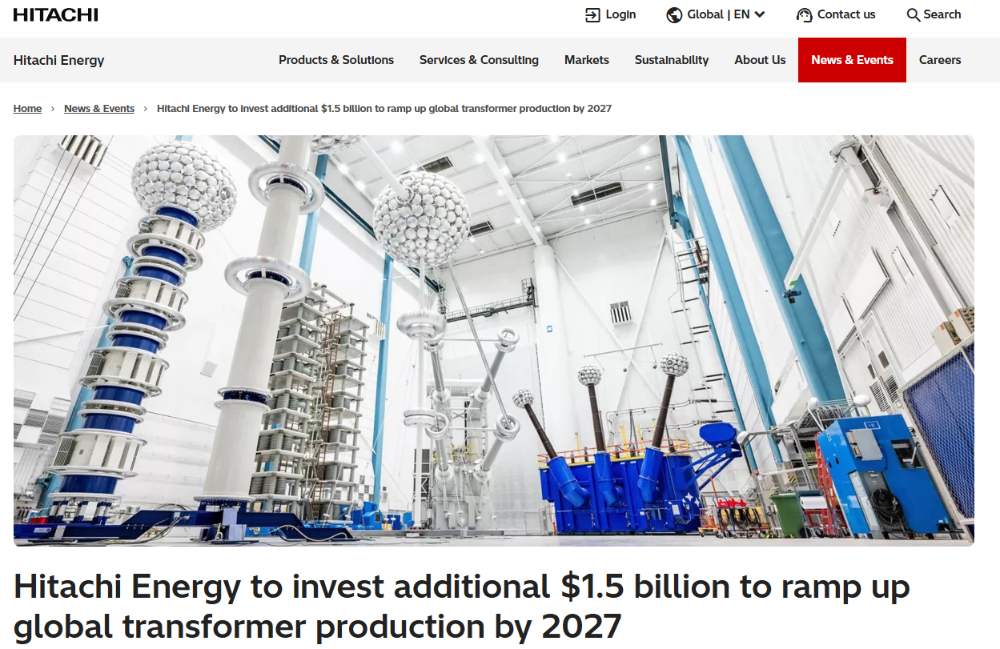 HITACHI
Login
Global | EN
Contact us
Search
Hitachi Energy
Products & Solutions
Services & Consulting
Markets
Sustainability
About Us
News & Events
Careers
Home > News & Events > Hitachi Energy to invest additional $1.5 billion to ramp up global transformer production by 2027
Hitachi Energy to invest additional $1.5 billion to ramp up
global transformer production by 2027